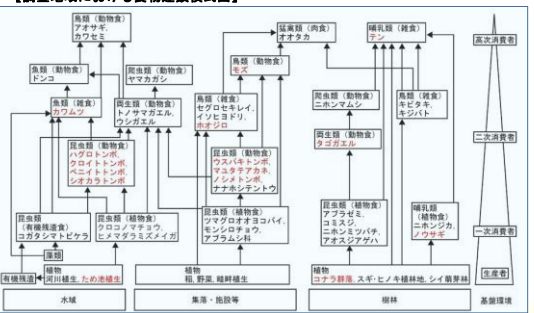 【調査地域における食物連鎖模式図】
鳥類（動物食）
アオサギ、
カワセミ
魚類（動物食）
ドンコ
爬虫類（動物食）
ヤマカガシ
魚類（雑食）
カワムツ
両生類（動物食）
トノサマガエル、
ウシガエル
昆虫類（動物食）
ハグロトンボ、
クロイトトンボ、
ベニイトトンボ、
シオカラトンボ
昆虫類
（有機残渣食）
コガタシマトビケラ
昆虫類（植物食）
クロコノマチョウ、
ヒメマダラミズメイガ
藻類
有機残渣
植物
河川植生、ため池植生
水域
猛禽類（肉食）
オオタカ
鳥類（動物食）
モズ
鳥類（雑食）
セグロセキレイ、
イソヒヨドリ、
ホオジロ
昆虫類（動物食）
ウスバキトンボ、
マユタテアカネ、
ノシメトンボ、
ナナホシテントウ
昆虫類（植物食）
ツマグロオオヨコバイ、
モンシロチョウ、
アブラムシ科
植物
稲、野菜、畦畔植生
集落・施設等
哺乳類（雑食）
テン
爬虫類（動物食）
ニホンマムシ
鳥類（雑食）
キビタキ、
キジバト
両生類（動物食）
タゴガエル
昆虫類（植物食）
アブラゼミ、
コミスジ、
ニホンミツバチ、
アオスジアゲハ
哺乳類
（植物食）
ニホンジカ、
ノウサギ
植物
コナラ群落、スギ・ヒノキ植林地、シイ萌芽林
樹林
高次消費者
二次消費者
一次消費者
生産者
基盤環境